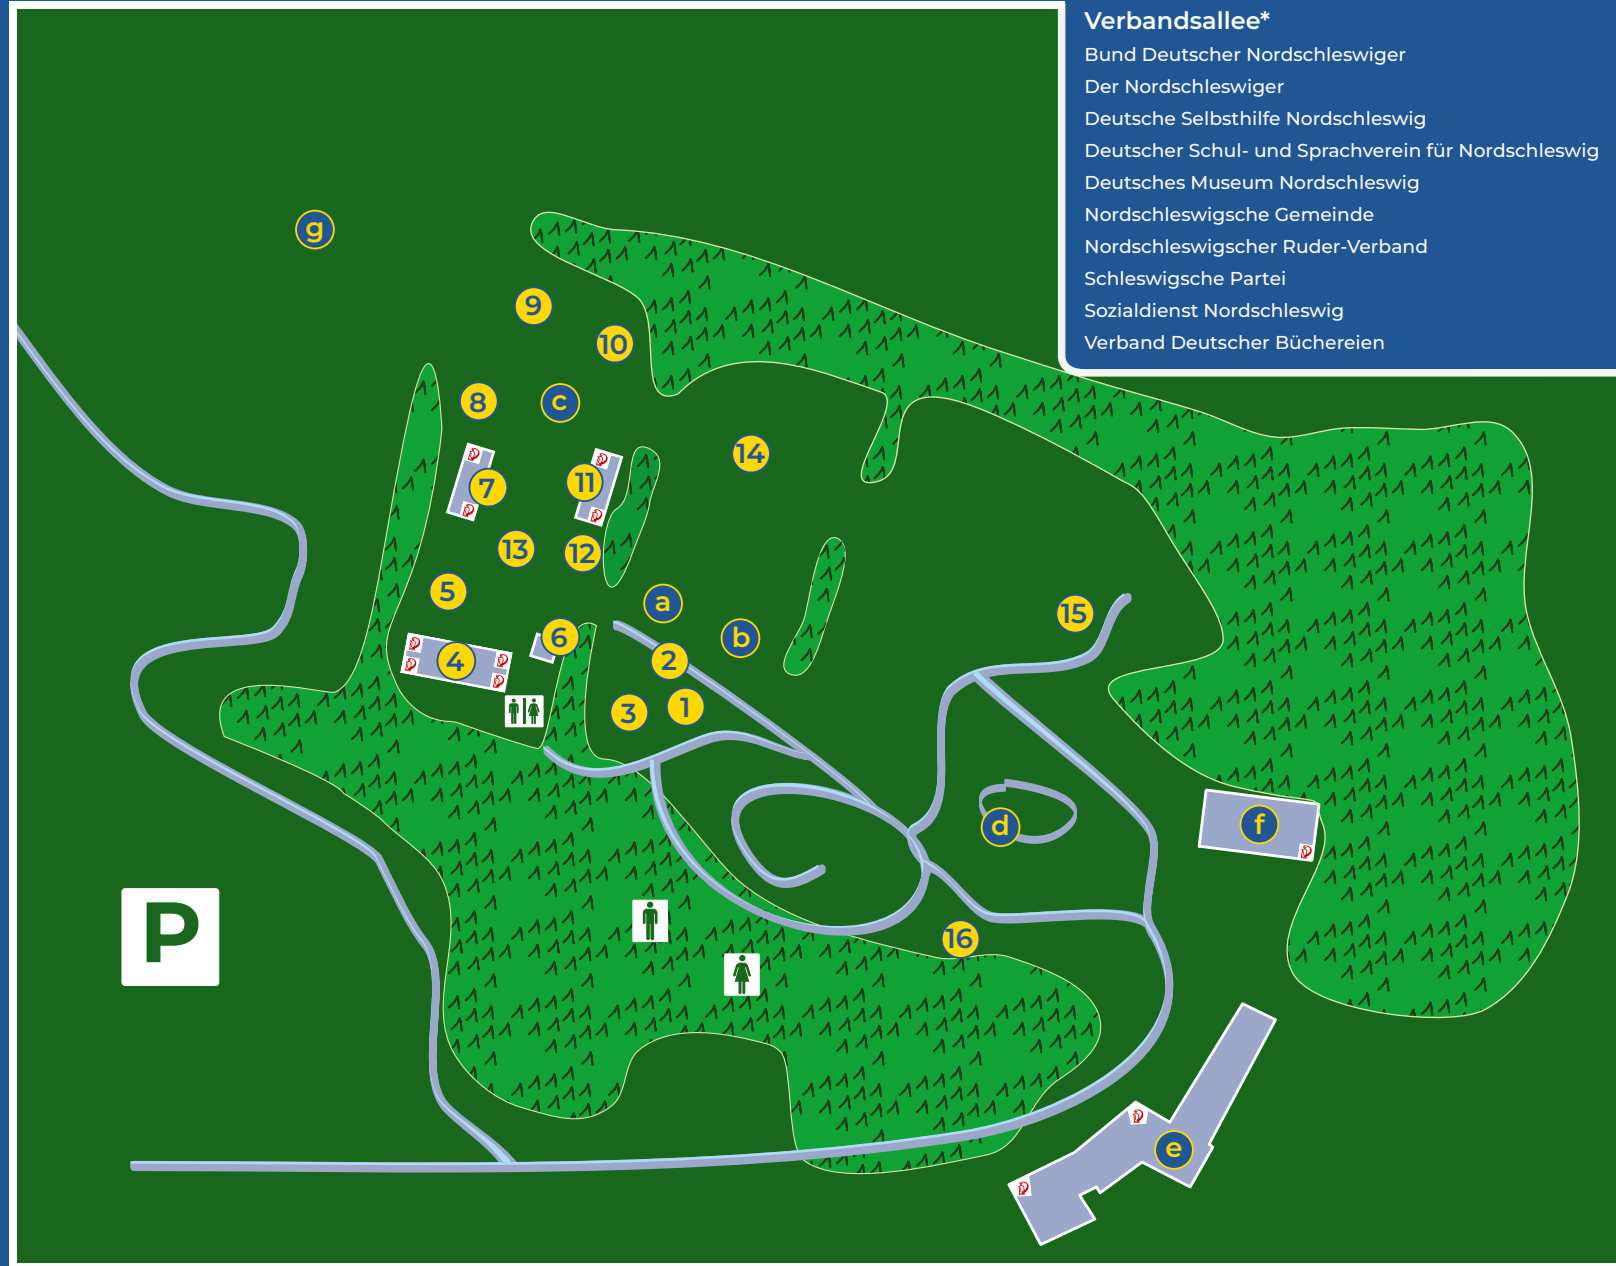 Verbandsallee*
Bund Deutscher Nordschleswiger
Der Nordschleswiger
Deutsche Selbsthilfe Nordschleswig
Deutscher Schul- und Sprachverein für Nordschleswig
Deutsches Museum Nordschleswig
Nordschleswigsche Gemeinde
Nordschleswigscher Ruder-Verband
Schleswigsche Partei
Sozialdienst Nordschleswig
Verband Deutscher Büchereien
g
9
10
8
c
14
7
11
13
12
5
a
15
6
b
4
2
3
1
d
f
P
16
e